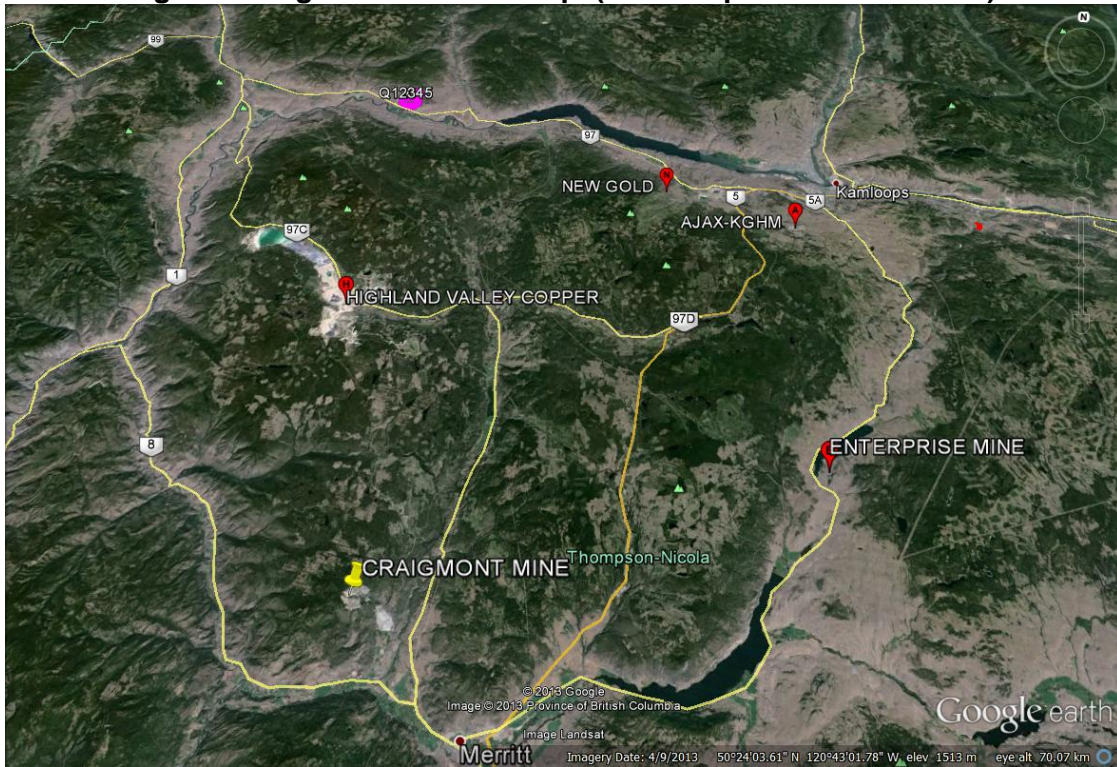 N
99
Q12345
97
NEW GOLD
N
5
5A
Kamloops
AJAX-KGHM
A
97C
1
H
HIGHLAND VALLEY COPPER
97D
8
ENTERPRISE MINE
CRAIGMONT MINE
Thompson-Nicola
© 2013 Google
Image © 2013 Province of British Columbia
Image Landsat
Google earth
Merritt
Imagery Date: 4/9/2013 50°24'03.61" N 120°43'01.78" W elev 1513 m eye alt 70.07 km